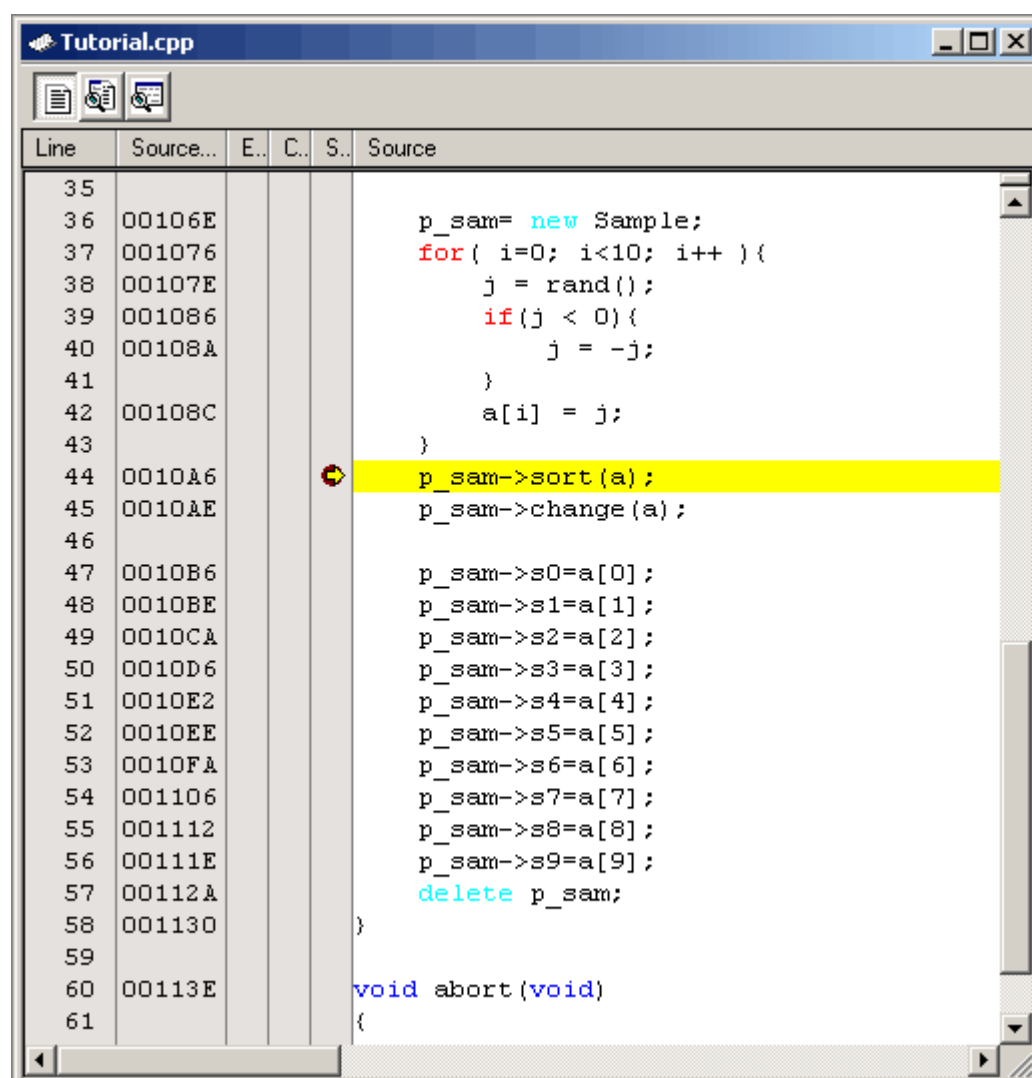 Tutorial.cpp
Line Source... E.. C.. S.. Source
35
36 00106E p_sam= new Sample;
37 001076 for( i=0; i<10; i++ ){
38 00107E j = rand();
39 001086 if(j < 0){
40 00108A j = -j;
41 }
42 00108C a[i] = j;
43 }
44 0010A6 p_sam->sort(a);
45 0010AE p_sam->change(a);
46
47 0010B6 p_sam->s0=a[0];
48 0010BE p_sam->s1=a[1];
49 0010CA p_sam->s2=a[2];
50 0010D6 p_sam->s3=a[3];
51 0010E2 p_sam->s4=a[4];
52 0010EE p_sam->s5=a[5];
53 0010FA p_sam->s6=a[6];
54 001106 p_sam->s7=a[7];
55 001112 p_sam->s8=a[8];
56 00111E p_sam->s9=a[9];
57 00112A delete p_sam;
58 001130 }
59
60 00113E void abort(void)
61 {